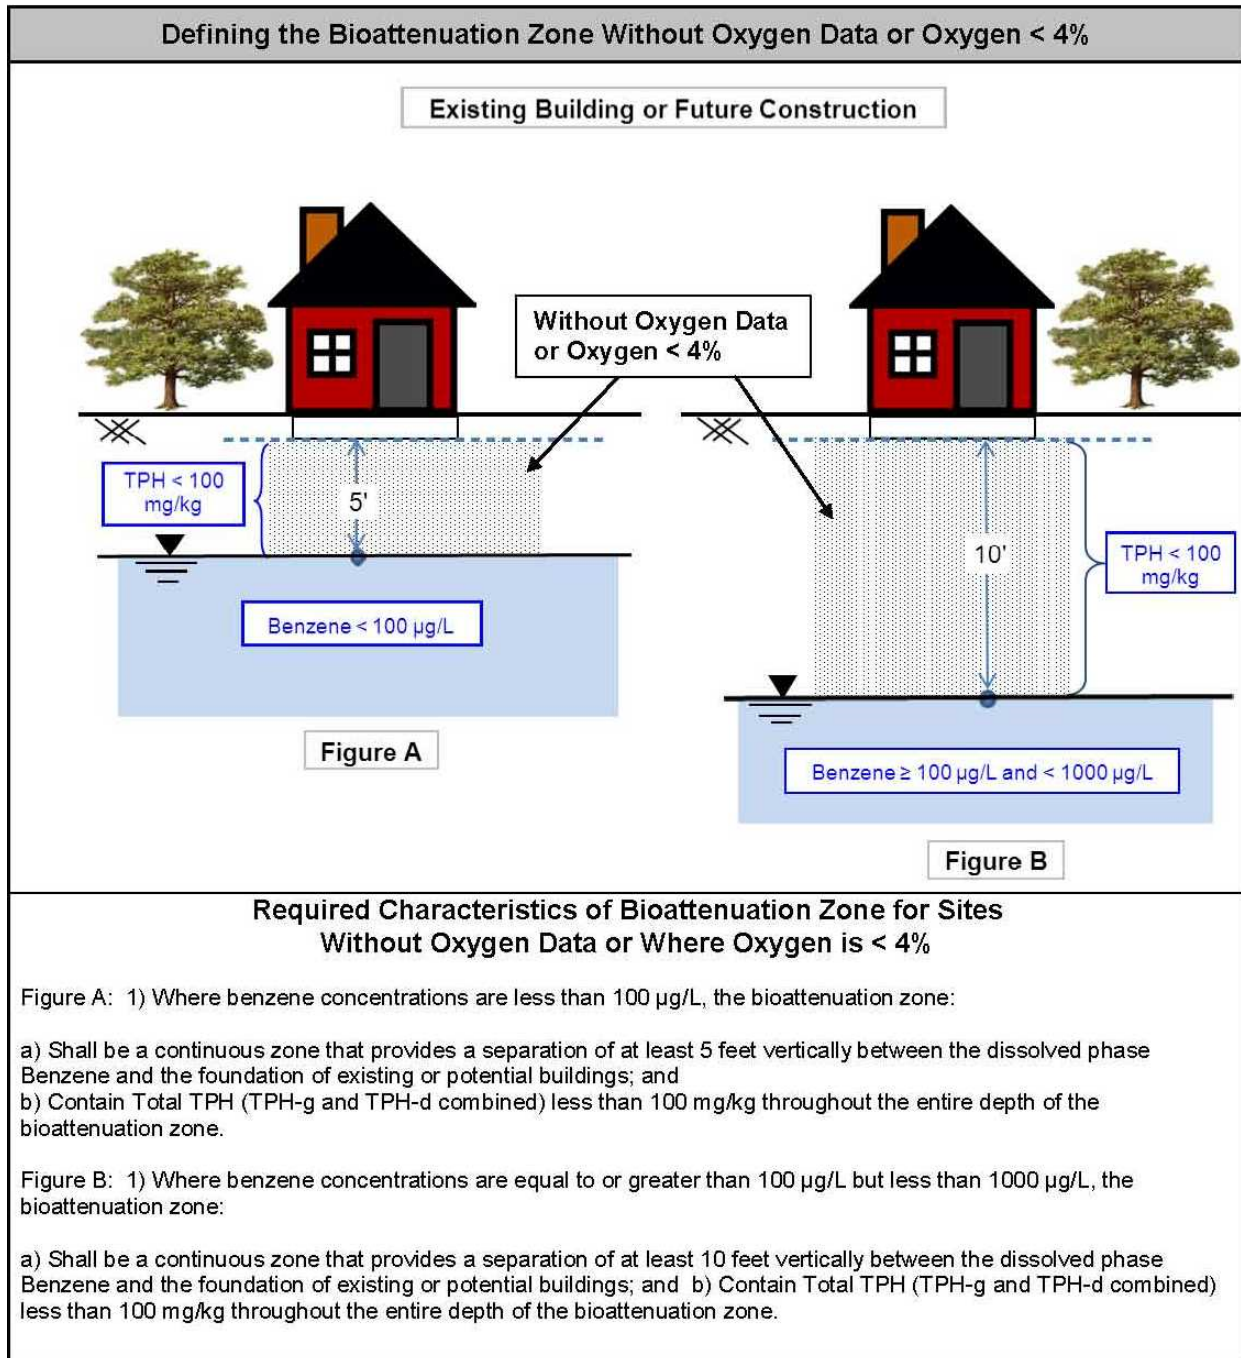 Defining the Bioattenuation Zone Without Oxygen Data or Oxygen < 4%
Existing Building or Future Construction
Without Oxygen Data
or Oxygen < 4%
TPH < 100
mg/kg
5'
Benzene < 100 µg/L
Figure A
10'
TPH < 100
mg/kg
Benzene ≥ 100 µg/L and < 1000 µg/L
Figure B
Required Characteristics of Bioattenuation Zone for Sites
Without Oxygen Data or Where Oxygen is < 4%
Figure A: 1) Where benzene concentrations are less than 100 µg/L, the bioattenuation zone:
a) Shall be a continuous zone that provides a separation of at least 5 feet vertically between the dissolved phase
Benzene and the foundation of existing or potential buildings; and
b) Contain Total TPH (TPH-g and TPH-d combined) less than 100 mg/kg throughout the entire depth of the
bioattenuation zone.
Figure B: 1) Where benzene concentrations are equal to or greater than 100 µg/L but less than 1000 µg/L, the
bioattenuation zone:
a) Shall be a continuous zone that provides a separation of at least 10 feet vertically between the dissolved phase
Benzene and the foundation of existing or potential buildings; and b) Contain Total TPH (TPH-g and TPH-d combined)
less than 100 mg/kg throughout the entire depth of the bioattenuation zone.